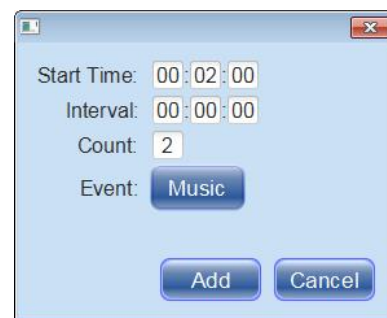 Start Time: 00:02:00
Interval: 00:00:00
Count: 2
Event: Music
Add Cancel